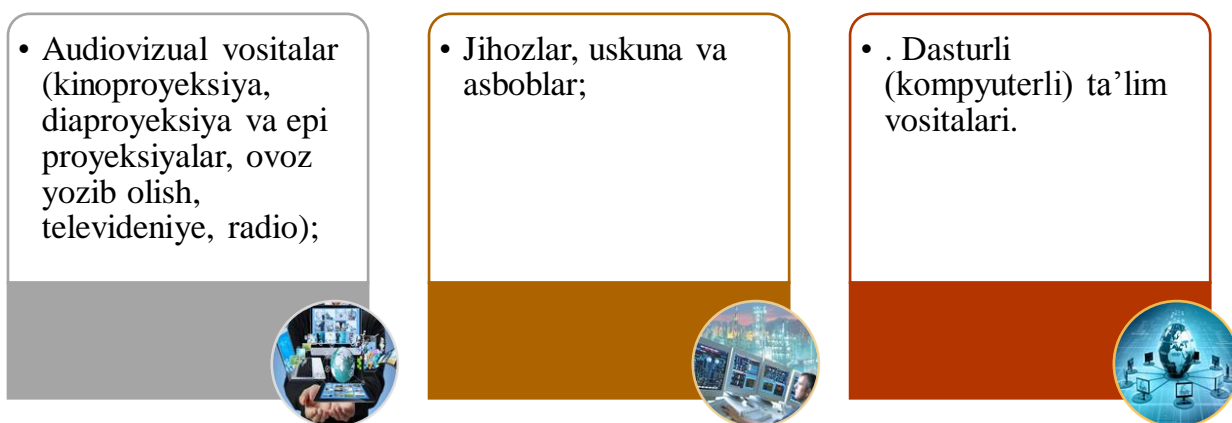 • Audiovizual vositalar
(kinoproyeksiya,
diaproyeksiya va epi
proyeksiyalar, ovoz
yozib olish,
televideniye, radio);
• Jihozlar, uskuna va
asboblar;
• . Dasturli
(kompyuterli) ta’lim
vositalari.